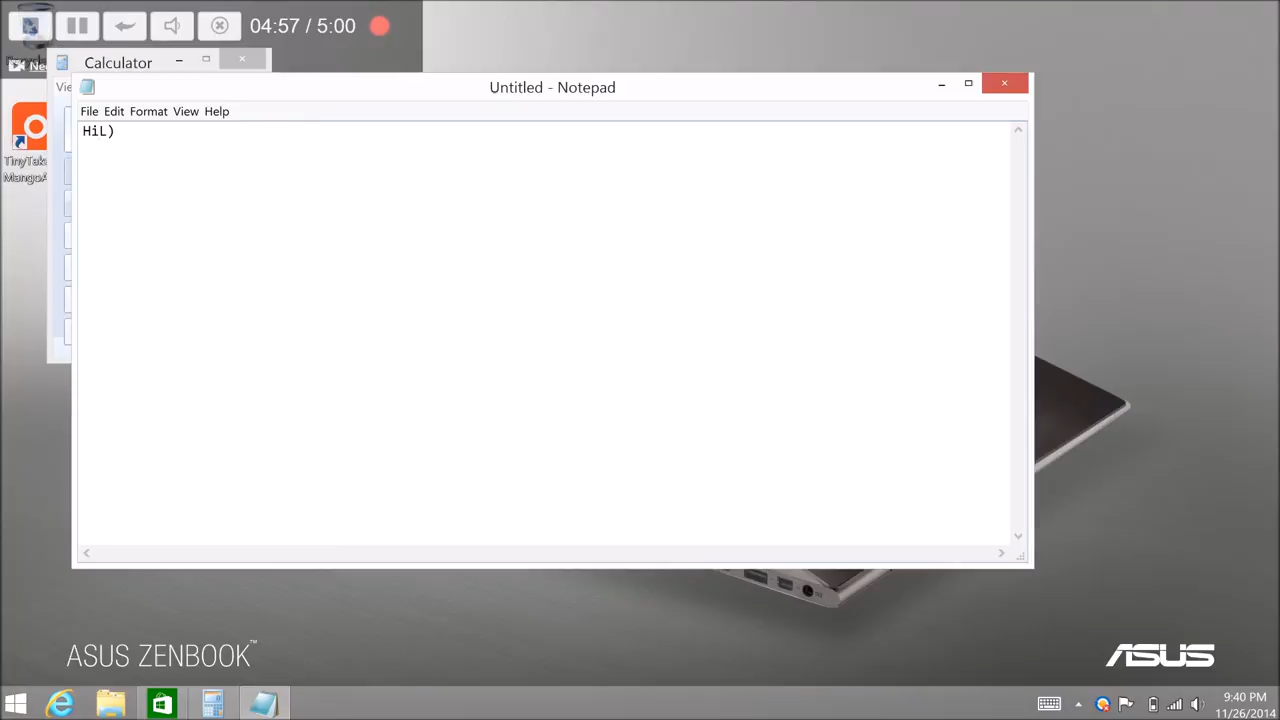 04:57 / 5:00
Calculator
Untitled - Notepad
File Edit Format View Help
HiL)
ASUS ZENBOOK™
ASUS
9:40 PM
11/26/2014